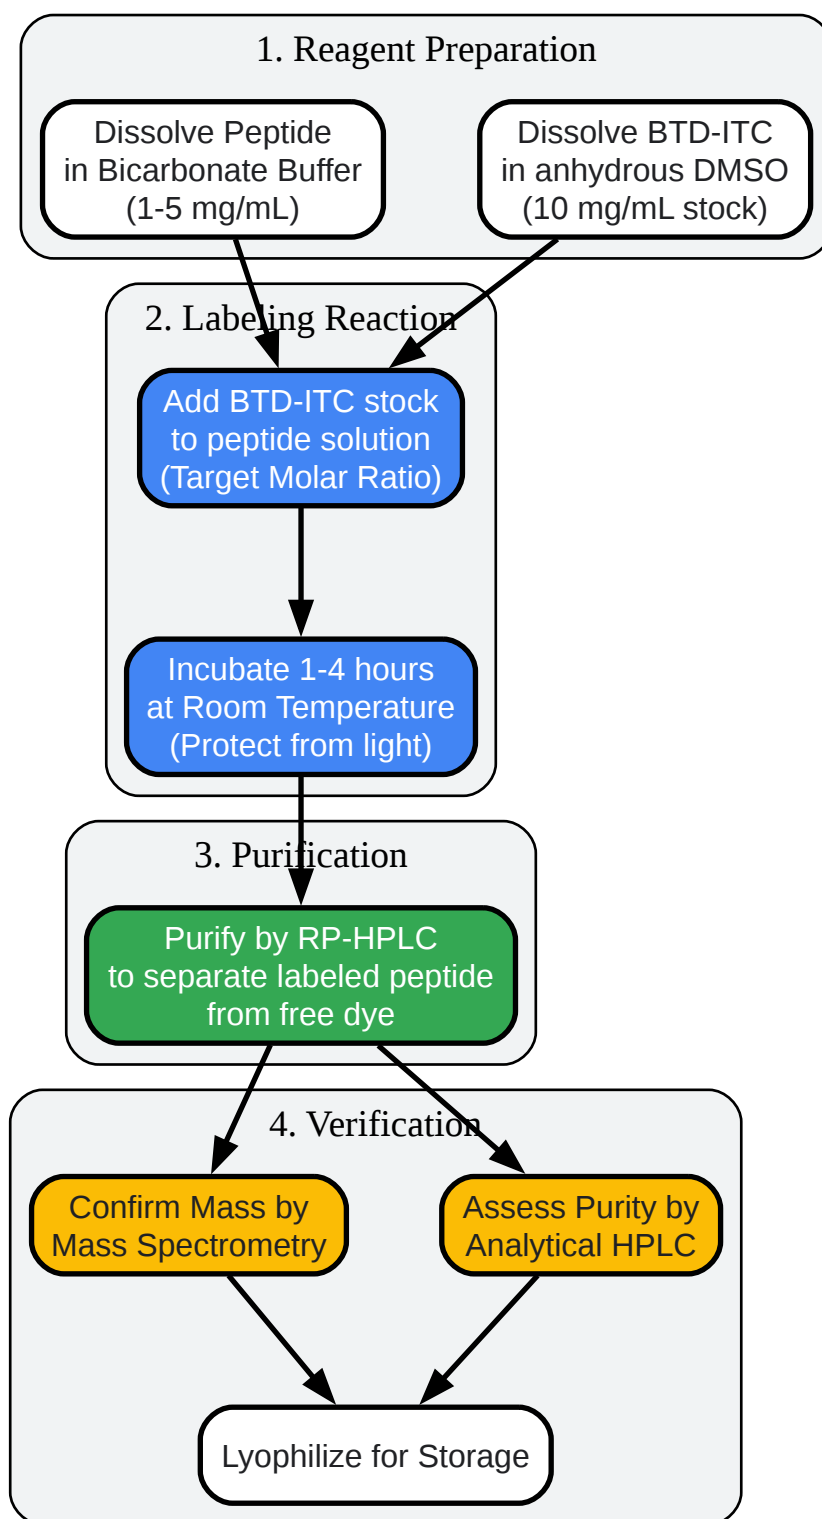 1. Reagent Preparation
Dissolve Peptide
in Bicarbonate Buffer
(1-5 mg/mL)
Dissolve BTD-ITC
in anhydrous DMSO
(10 mg/mL stock)
2. Labeling Reaction
Add BTD-ITC stock
to peptide solution
(Target Molar Ratio)
Incubate 1-4 hours
at Room Temperature
(Protect from light)
3. Purification
Purify by RP-HPLC
to separate labeled peptide
from free dye
4. Verification
Confirm Mass by
Mass Spectrometry
Assess Purity by
Analytical HPLC
Lyophilize for Storage